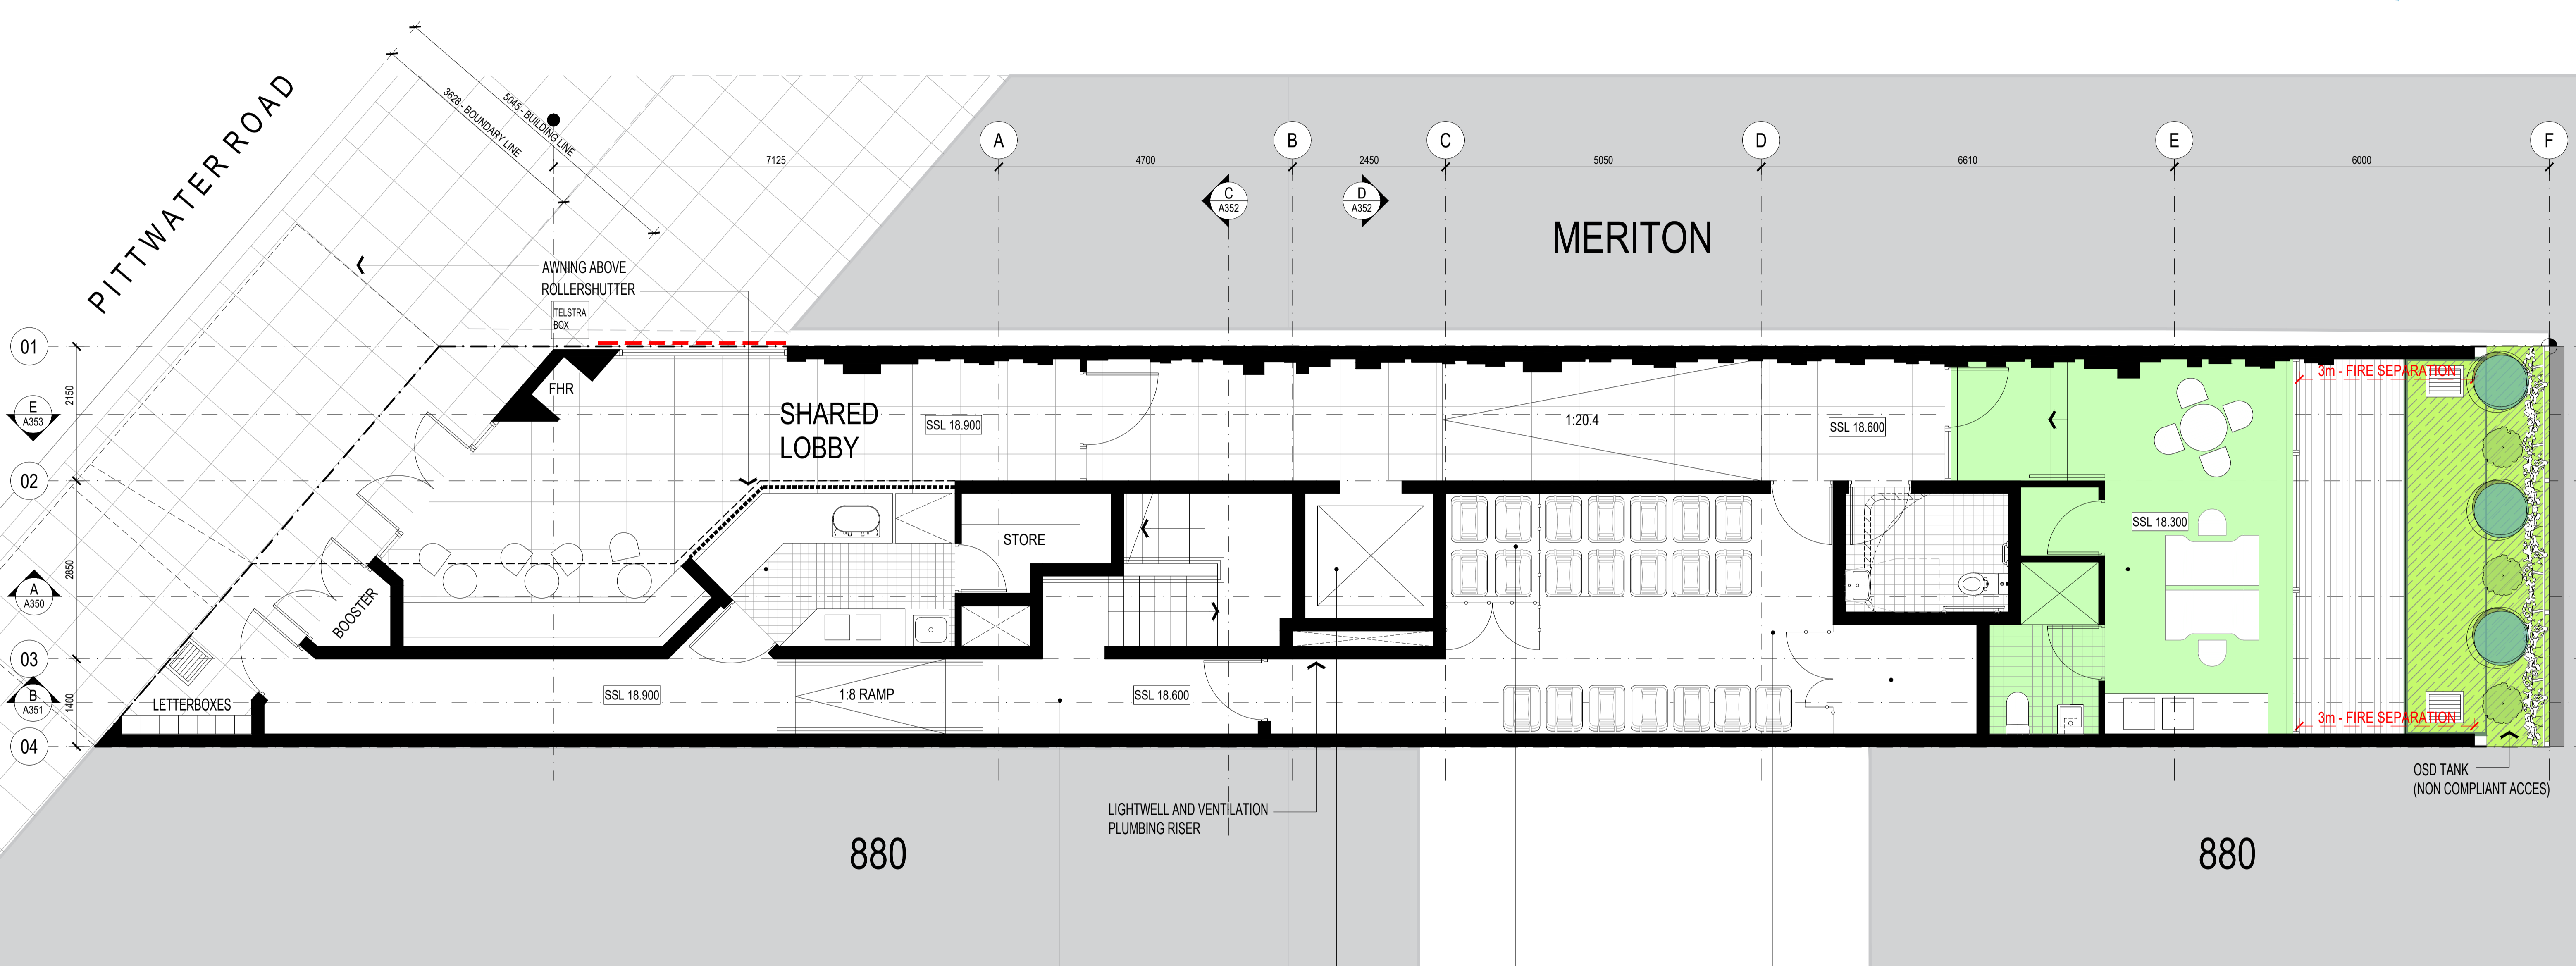 PITTWATER ROAD
3628 - BOUNDARY LINE
5045 - BUILDING LINE
A
B
C
D
E
F
7125
4700
2450
5050
6610
6000
C
A352
D
A352
MERITON
AWNING ABOVE
ROLLERSHUTTER
TELSTRA
BOX
01
02
03
04
2150
2850
1400
E
A353
A
A350
B
A351
FHR
SHARED
LOBBY
SSL 18.900
1:20.4
SSL 18.600
3m - FIRE SEPARATION
STORE
SSL 18.300
BOOSTER
LETTERBOXES
SSL 18.900
1:8 RAMP
SSL 18.600
3m - FIRE SEPARATION
LIGHTWELL AND VENTILATION
PLUMBING RISER
OSD TANK
(NON COMPLIANT ACCES)
880
880